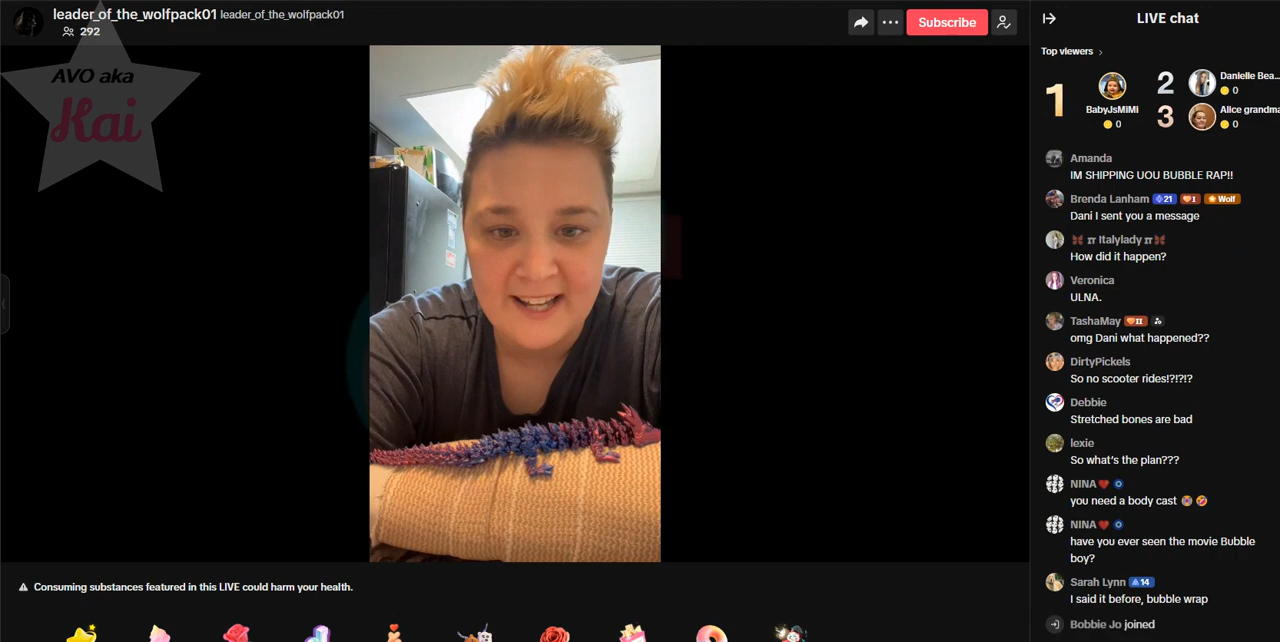 leader_of_the_wolfpack01 leader_of_the_wolfpack01
292
Subscribe
AVO aka
Kai
LIVE chat
Top viewers
1
BabyJsMiMi
0
2
Danielle Bea...
0
3
Alice grandma
0
Amanda
IM SHIPPING UOU BUBBLE RAP!!
Brenda Lanham 21 I Wolf
Dani I sent you a message
Italylady
How did it happen?
Veronica
ULNA.
TashaMay II
omg Dani what happened??
DirtyPickels
So no scooter rides!?!?!?
Debbie
Stretched bones are bad
lexie
So what's the plan???
NINA
you need a body cast
NINA
have you ever seen the movie Bubble
boy?
Sarah Lynn 14
I said it before, bubble wrap
Bobbie Jo joined
Consuming substances featured in this LIVE could harm your health.